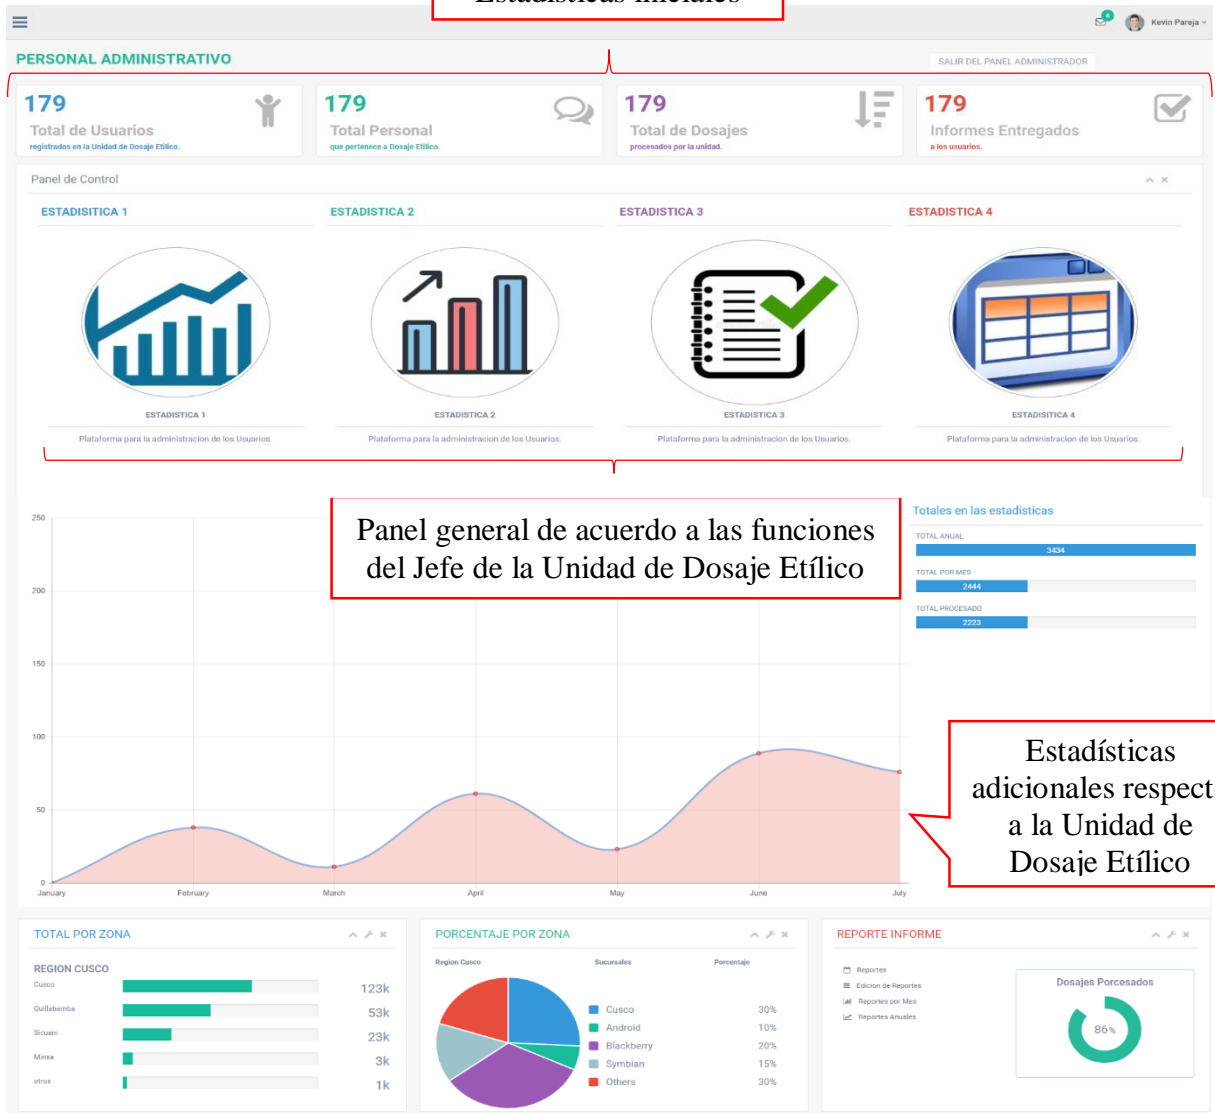 Estadísticas iniciales
6
Kevin Pareja
PERSONAL ADMINISTRATIVO
SALIR DEL PANEL ADMINISTRADOR
179
Total de Usuarios
registrados en la Unidad de Dosaje Etílico.
179
Total Personal
que pertenece a Dosaje Etílico.
179
Total de Dosajes
procesados por la unidad.
179
Informes Entregados
a los usuarios.
Panel de Control
ESTADISITICA 1
ESTADISTICA 2
ESTADISTICA 3
ESTADISTICA 4
ESTADISTICA 1
ESTADISTICA 2
ESTADISTICA 3
ESTADISITICA 4
Plataforma para la administracion de los Usuarios.
Plataforma para la administracion de los Usuarios.
Plataforma para la administracion de los Usuarios.
Plataforma para la administracion de los Usuarios.
Panel general de acuerdo a las funciones
del Jefe de la Unidad de Dosaje Etílico
250
200
150
100
50
0
January
February
March
April
May
June
July
Totales en las estadisticas
TOTAL ANUAL
3434
TOTAL POR MES
2444
TOTAL PROCESADO
2223
Estadísticas
adicionales respect
a la Unidad de
Dosaje Etílico
TOTAL POR ZONA
REGION CUSCO
Cusco 123k
Quillabamba 53k
Sicuani 23k
Minsa 3k
otros 1k
PORCENTAJE POR ZONA
Region Cusco Sucursales Porcentaje
Cusco 30%
Android 10%
Blackberry 20%
Symbian 15%
Others 30%
REPORTE INFORME
Reportes
Edicion de Reportes
Reportes por Mes
Reportes Anuales
Dosajes Porcesados
86%